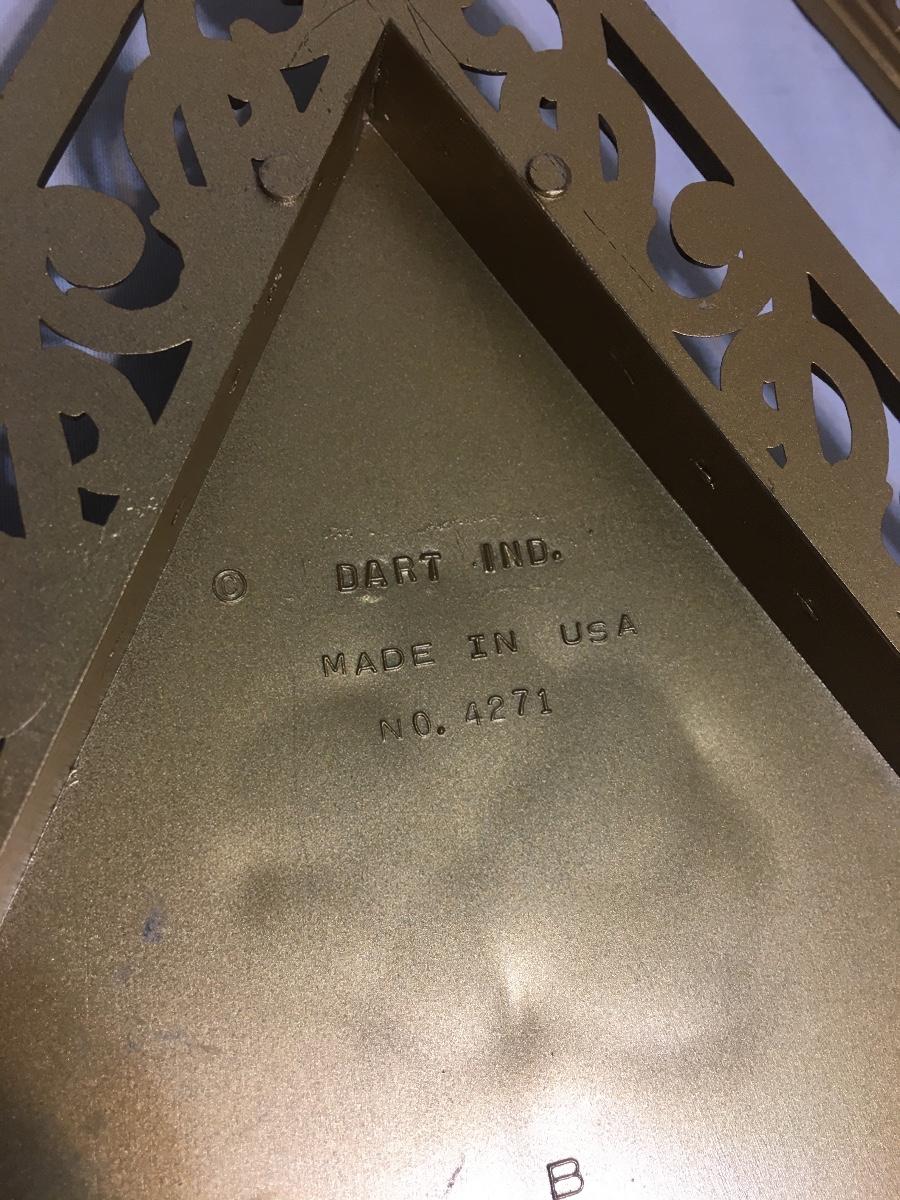 © DART IND.
MADE IN USA
NO. 4271
B